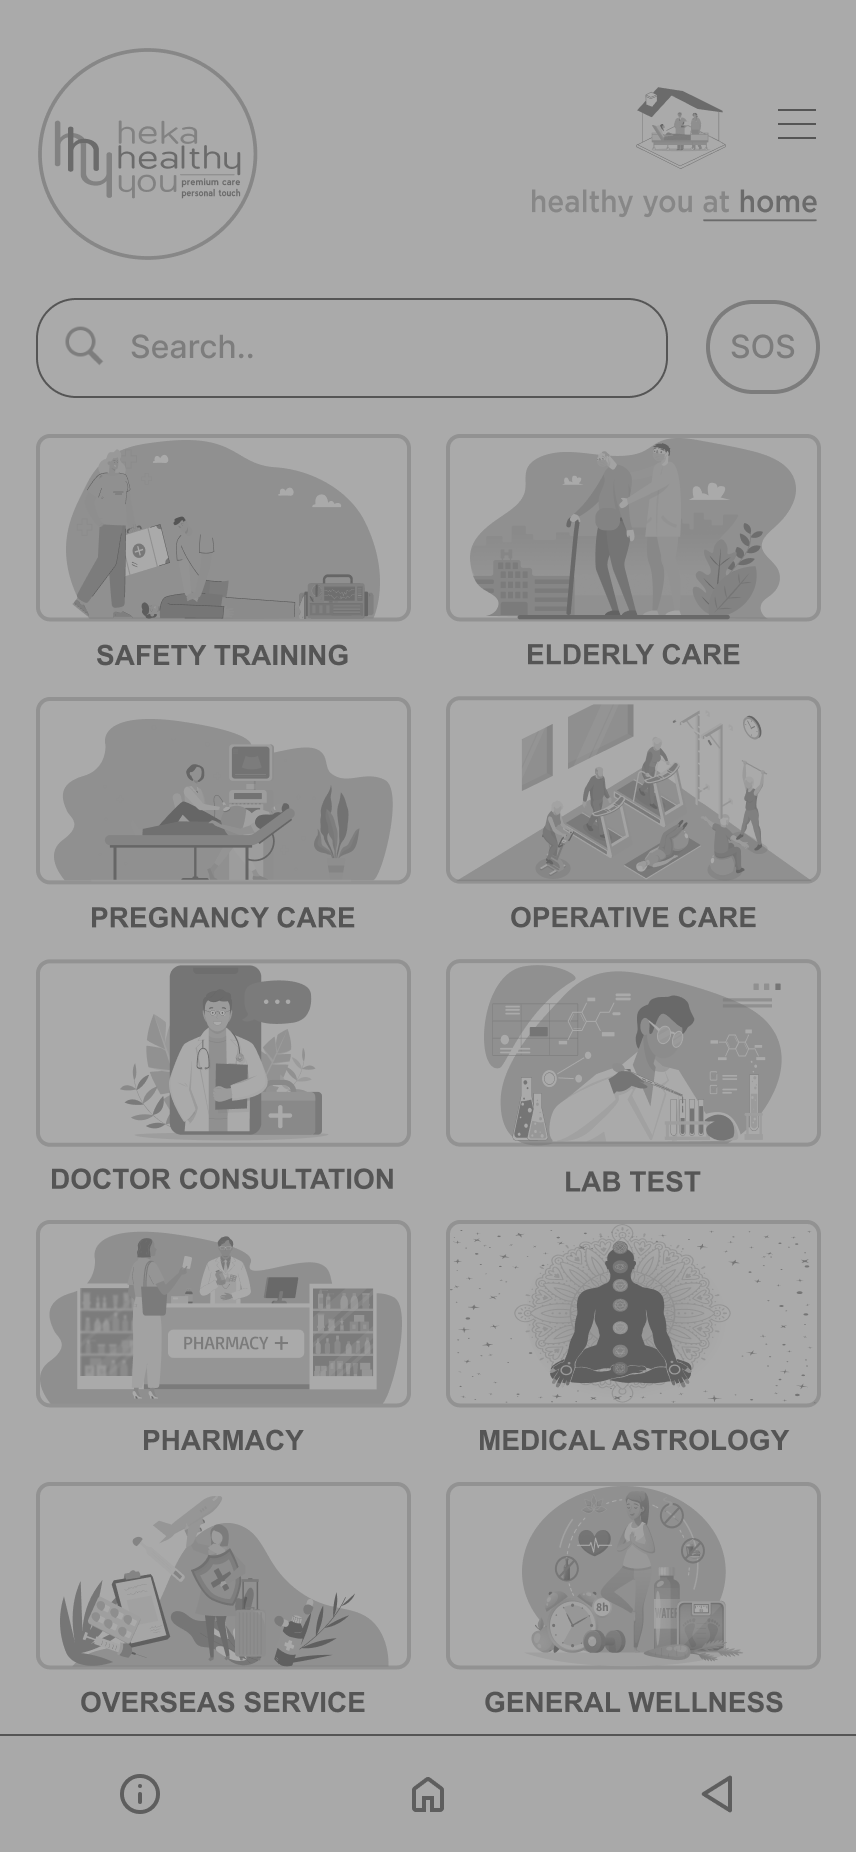 heka
healthy
you
premium care
personal touch
healthy you at home
Search..
SOS
SAFETY TRAINING
ELDERLY CARE
PREGNANCY CARE
OPERATIVE CARE
DOCTOR CONSULTATION
LAB TEST
PHARMACY +
PHARMACY
MEDICAL ASTROLOGY
8h
WATER
OVERSEAS SERVICE
GENERAL WELLNESS